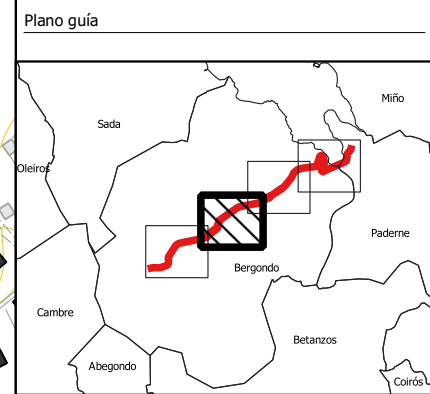 Plano guía
Miño
Sada
Oleiros
Paderne
Bergondo
Cambre
Betanzos
Abegondo
Coirós